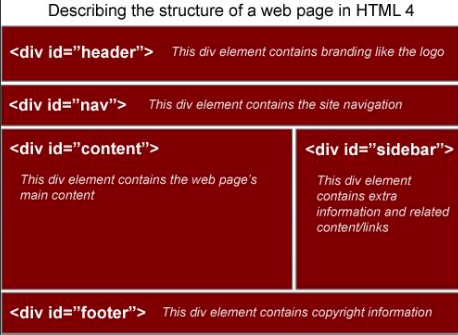 Describing the structure of a web page in HTML 4
<div id=”header”> This div element contains branding like the logo
<div id=”nav”> This div element contains the site navigation
<div id=”content”>
This div element contains the web page's
main content
<div id=”sidebar”>
This div element
contains extra
information and related
content/links
<div id=”footer”> This div element contains copyright information